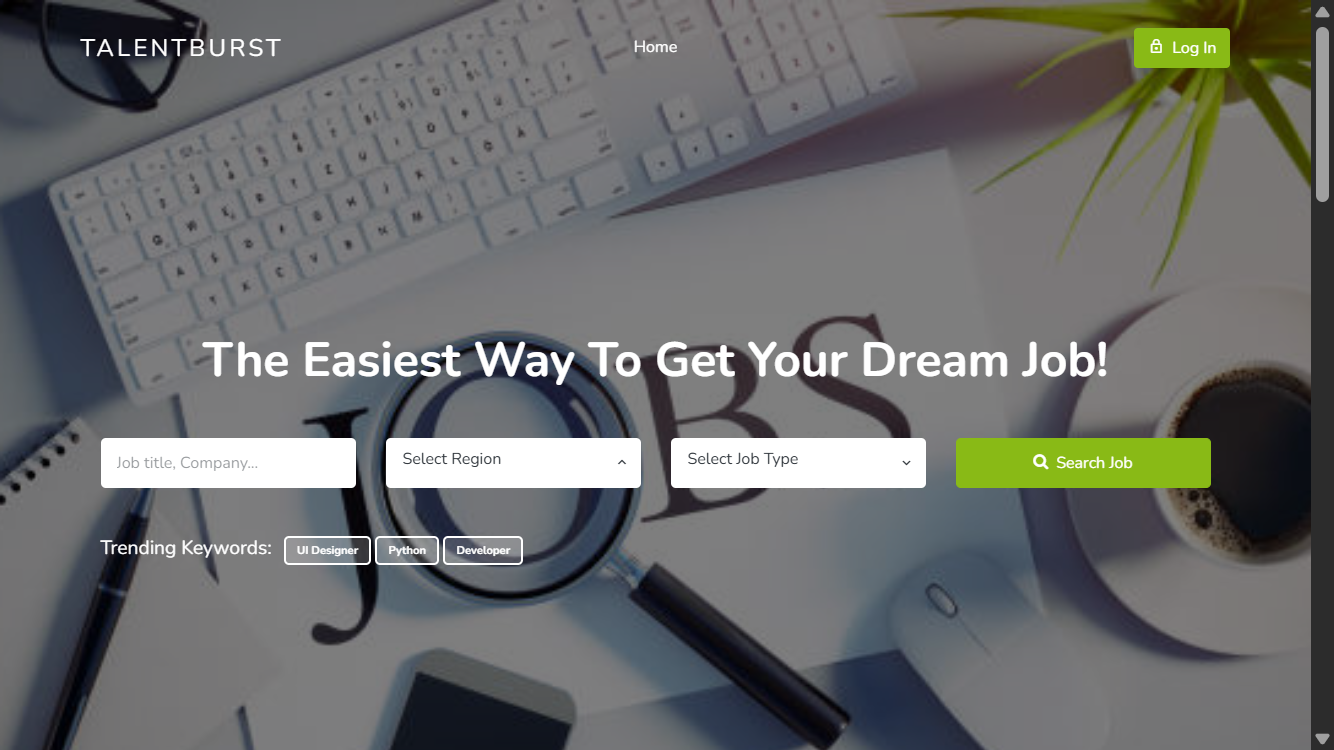 TALENTBURST
Home
Log In
The Easiest Way To Get Your Dream Job!
JOBS
Job title, Company...
Select Region
Select Job Type
Search Job
Trending Keywords:
UI Designer
Python
Developer